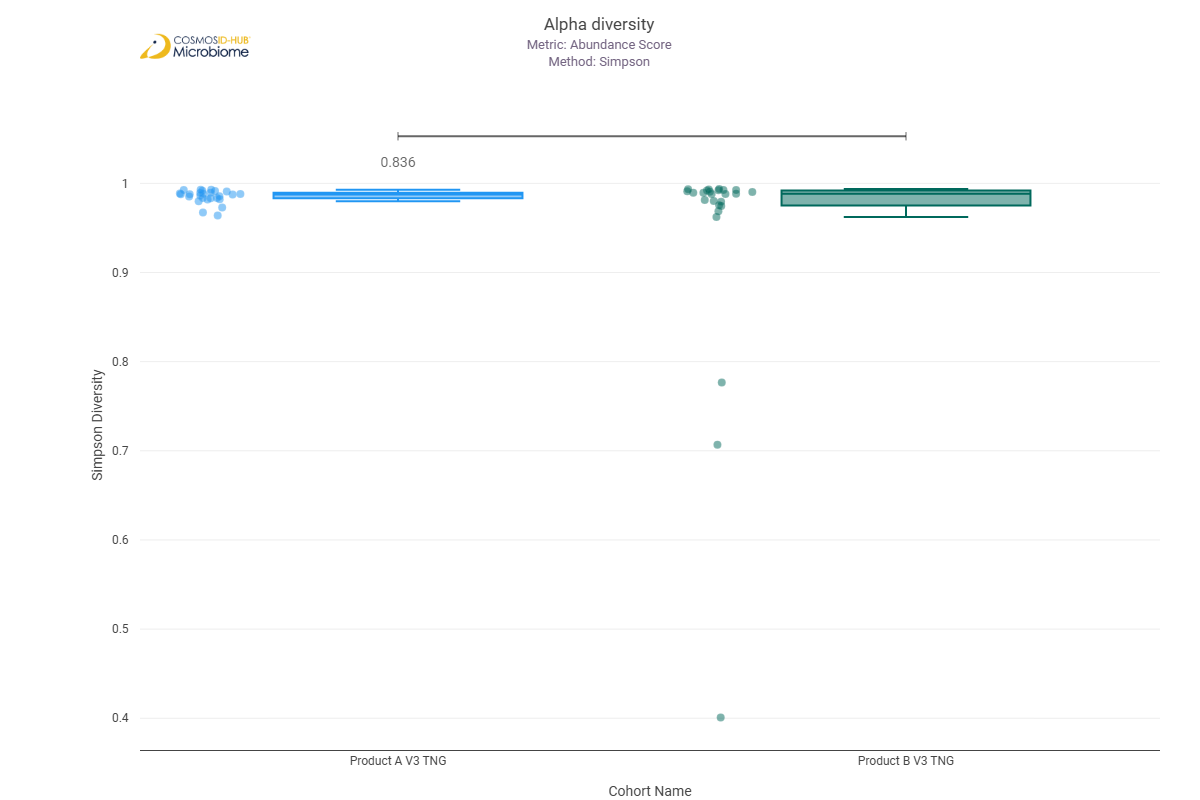 COSMOSID-HUB
Microbiome
Alpha diversity
Metric: Abundance Score
Method: Simpson
0.836
1
0.9
0.8
0.7
0.6
0.5
0.4
Simpson Diversity
Product A V3 TNG
Product B V3 TNG
Cohort Name